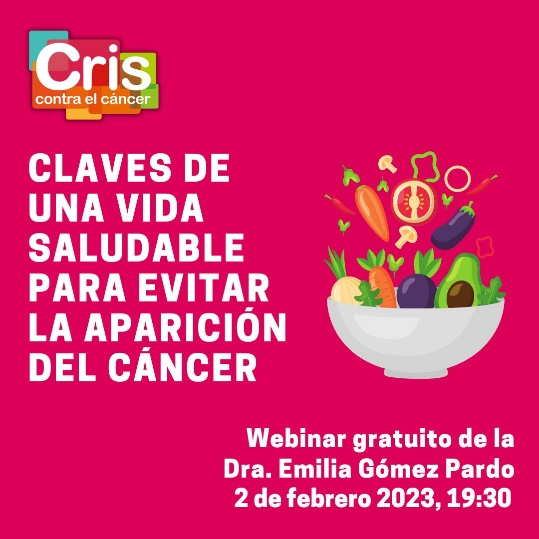 Cris
contra el cáncer
CLAVES DE
UNA VIDA
SALUDABLE
PARA EVITAR
LA APARICIÓN
DEL CÁNCER
Webinar gratuito de la
Dra. Emilia Gómez Pardo
2 de febrero 2023, 19:30